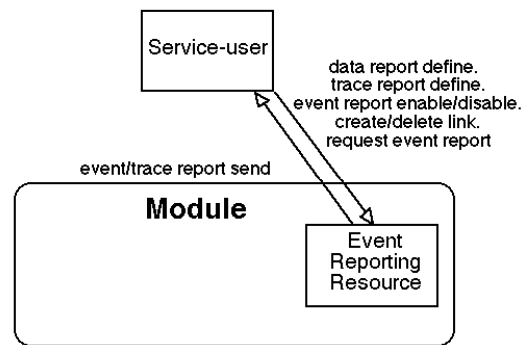 Service-user
data report define.
trace report define.
event report enable/disable.
create/delete link.
request event report
event/trace report send
Module
Event
Reporting
Resource